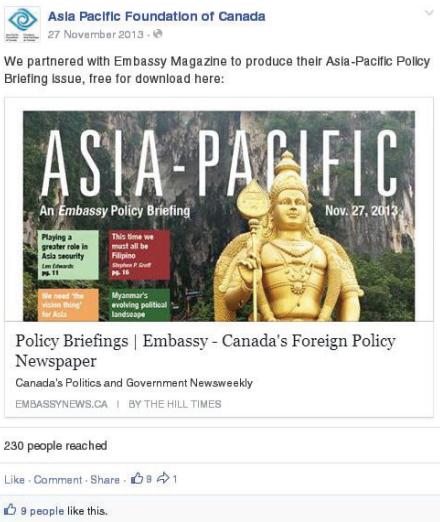 Asia Pacific Foundation of Canada
27 November 2013 ·
We partnered with Embassy Magazine to produce their Asia-Pacific Policy
Briefing issue, free for download here:
ASIA-PACIFIC
An Embassy Policy Briefing
Nov. 27, 2013
Playing a
greater role in
Asia security
Len Edwards
pg. 11
This time we
must all be
Filipino
Stephen P. Groff
pg. 16
We need 'the
vision thing'
for Asia
Myanmar's
evolving political
landscape
Policy Briefings | Embassy - Canada's Foreign Policy
Newspaper
Canada's Politics and Government Newsweekly
EMBASSYNEWS.CA | BY THE HILL TIMES
230 people reached
Like · Comment · Share · 9 1
9 people like this.